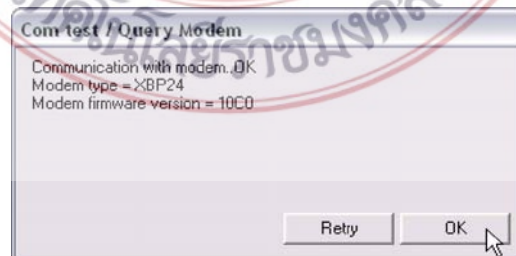 Com test / Query Modem
Communication with modem..OK
Modem type = XBP24
Modem firmware version = 10C0
Retry
OK